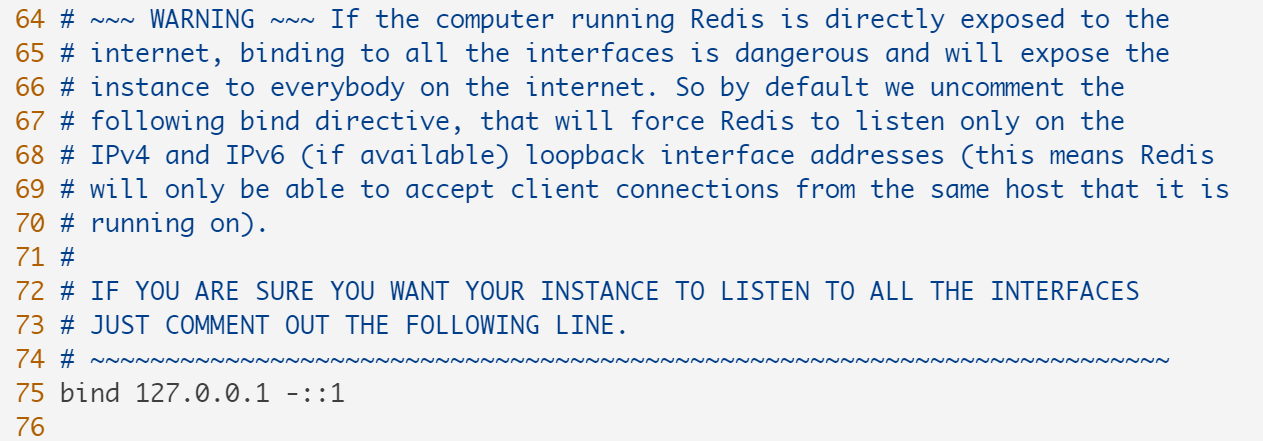 64 # ~~~ WARNING ~~~ If the computer running Redis is directly exposed to the
65 # internet, binding to all the interfaces is dangerous and will expose the
66 # instance to everybody on the internet. So by default we uncomment the
67 # following bind directive, that will force Redis to listen only on the
68 # IPv4 and IPv6 (if available) loopback interface addresses (this means Redis
69 # will only be able to accept client connections from the same host that it is
70 # running on).
71 #
72 # IF YOU ARE SURE YOU WANT YOUR INSTANCE TO LISTEN TO ALL THE INTERFACES
73 # JUST COMMENT OUT THE FOLLOWING LINE.
74 # ~~~~~~~~~~~~~~~~~~~~~~~~~~~~~~~~~~~~~~~~~~~~~~~~~~~~~~~~~~~~~~~~~~~~~~~~
75 bind 127.0.0.1 -::1
76